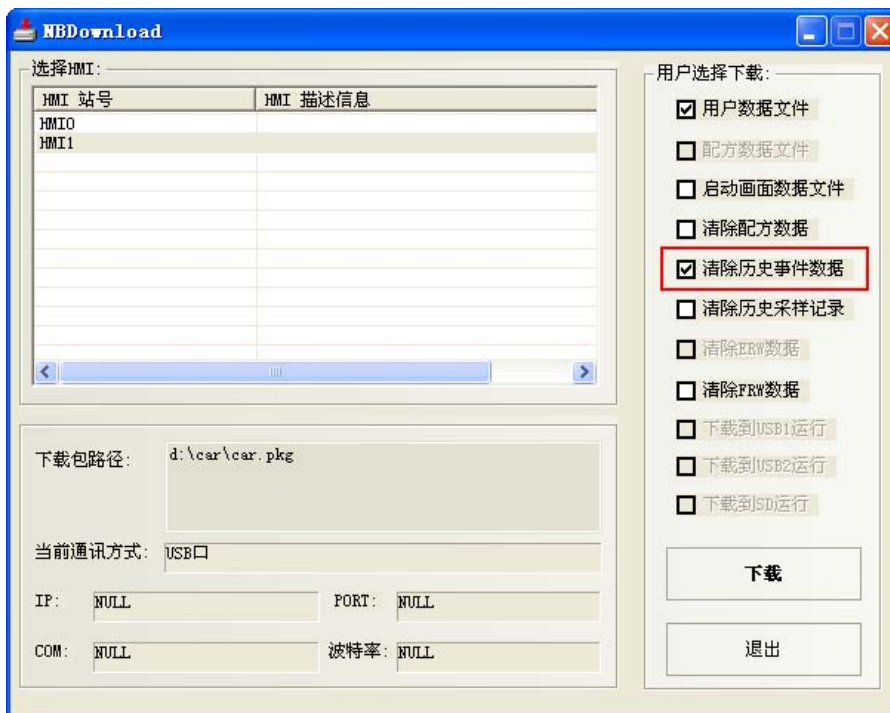 NBDownload
选择HMI:
HMI 站号 HMI 描述信息
HMI0
HMI1
下载包路径: d:\car\car.pkg
当前通讯方式: USB口
IP: NULL PORT: NULL
COM: NULL 波特率: NULL
用户选择下载:
用户数据文件
配方数据文件
启动画面数据文件
清除配方数据
清除历史事件数据
清除历史采样记录
清除ERW数据
清除FRW数据
下载到USB1运行
下载到USB2运行
下载到SD运行
下载
退出